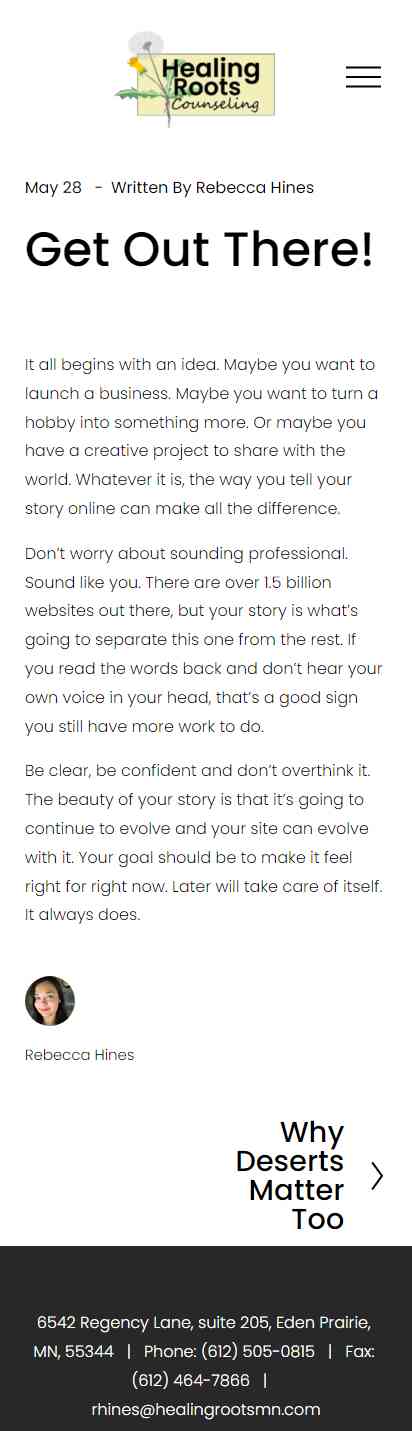 Healing
Roots
Counseling
May 28 - Written By Rebecca Hines
Get Out There!
It all begins with an idea. Maybe you want to
launch a business. Maybe you want to turn a
hobby into something more. Or maybe you
have a creative project to share with the
world. Whatever it is, the way you tell your
story online can make all the difference.
Don’t worry about sounding professional.
Sound like you. There are over 1.5 billion
websites out there, but your story is what’s
going to separate this one from the rest. If
you read the words back and don’t hear your
own voice in your head, that’s a good sign
you still have more work to do.
Be clear, be confident and don’t overthink it.
The beauty of your story is that it’s going to
continue to evolve and your site can evolve
with it. Your goal should be to make it feel
right for right now. Later will take care of itself.
It always does.
Rebecca Hines
Why
Deserts
Matter
Too
6542 Regency Lane, suite 205, Eden Prairie,
MN, 55344 | Phone: (612) 505-0815 | Fax:
(612) 464-7866 |
rhines@healingrootsmn.com